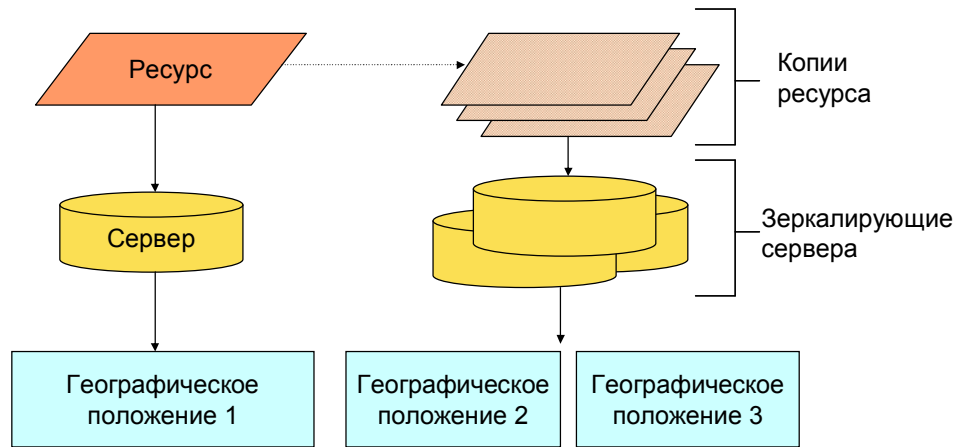 Ресурс
Копии
ресурса
Сервер
Зеркалирующие
сервера
Географическое
положение 1
Географическое
положение 2
Географическое
положение 3